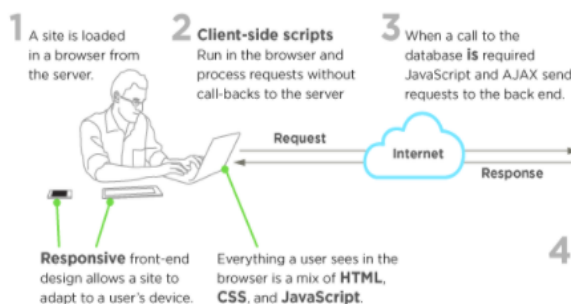 1
A site is loaded
in a browser from
the server.
2
Client-side scripts
Run in the browser and
process requests without
call-backs to the server
3
When a call to the
database is required
JavaScript and AJAX send
requests to the back end.
Request
Internet
Response
Responsive front-end
design allows a site to
adapt to a user's device.
Everything a user sees in the
browser is a mix of HTML,
CSS, and JavaScript.
4